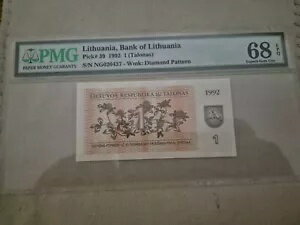 PMG
PAPER MONEY GUARANTY
Lithuania, Bank of Lithuania
Pick# 39 1992 1 (Talonas)
S/N NG026437 - Wmk: Diamond Pattern
68 EPQ
Superb Gem Unc
LIETUVOS RESPUBLIKA TALONAS
1992
1